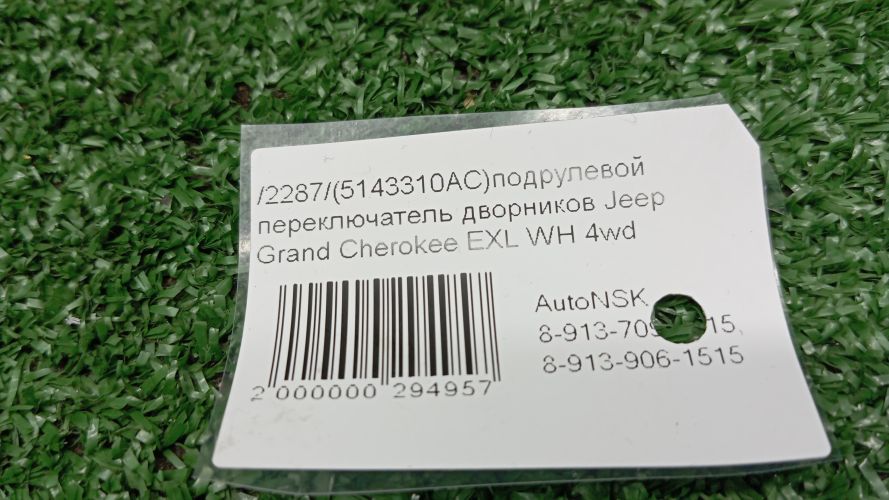 /2287/(5143310AC)подрулевой
переключатель дворников Jeep
Grand Cherokee EXL WH 4wd
AutoNSK
8-913-906-1515
2 000000 294957